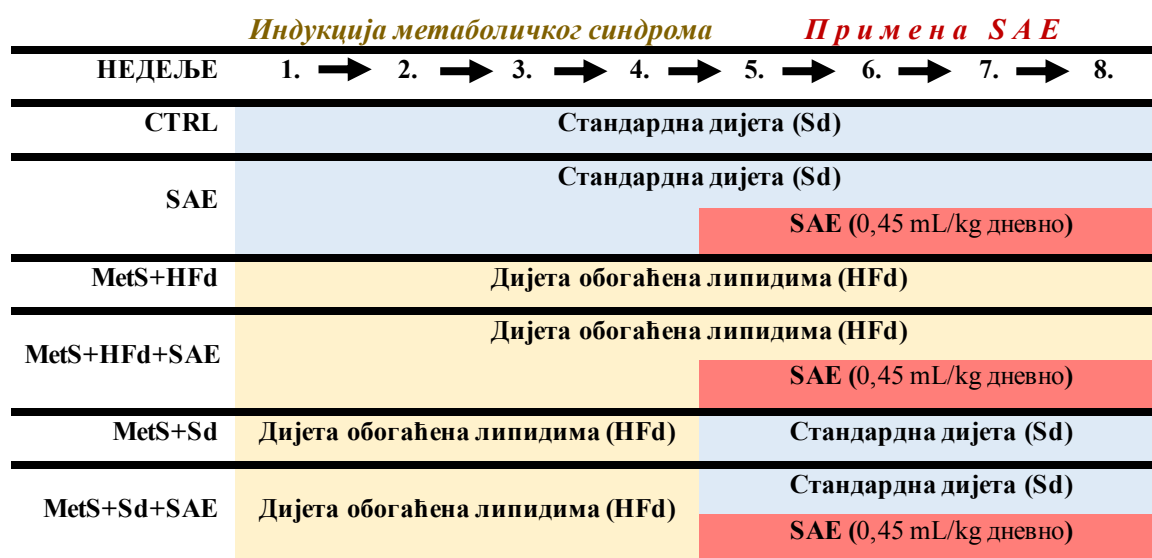 Индукција метаболичког синдрома Примена SAE
НЕДЕЉЕ 1. 2. 3. 4. 5. 6. 7. 8.
CTRL Стандардна дијета (Sd)
Стандардна дијета (Sd)
SAE
SAE (0,45 mL/kg дневно)
MetS+HFd Дијета обогаћена липидима (HFd)
Дијета обогаћена липидима (HFd)
MetS+HFd+SAE
SAE (0,45 mL/kg дневно)
MetS+Sd Дијета обогаћена липидима (HFd) Стандардна дијета (Sd)
Стандардна дијета (Sd)
MetS+Sd+SAE Дијета обогаћена липидима (HFd)
SAE (0,45 mL/kg дневно)